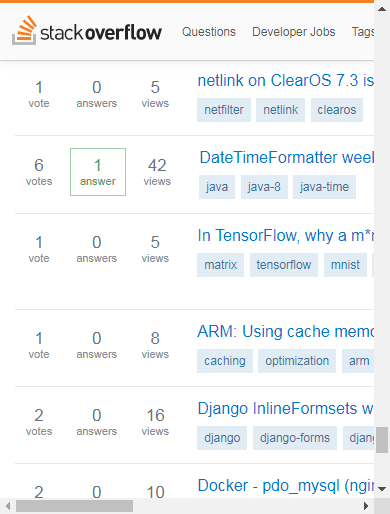 stackoverflow Questions Developer Jobs Tags
1 0 5 netlink on ClearOS 7.3 is
vote answers views netfilter netlink clearos
6 1 42 DateTimeFormatter weel
votes answer views java java-8 java-time
1 0 5 In TensorFlow, why a m*n
vote answers views matrix tensorflow mnist
1 0 8 ARM: Using cache memo
vote answers views caching optimization arm
2 0 16 Django InlineFormsets w
votes answers views django django-forms djang
2 0 10 Docker - pdo_mysql (ngin